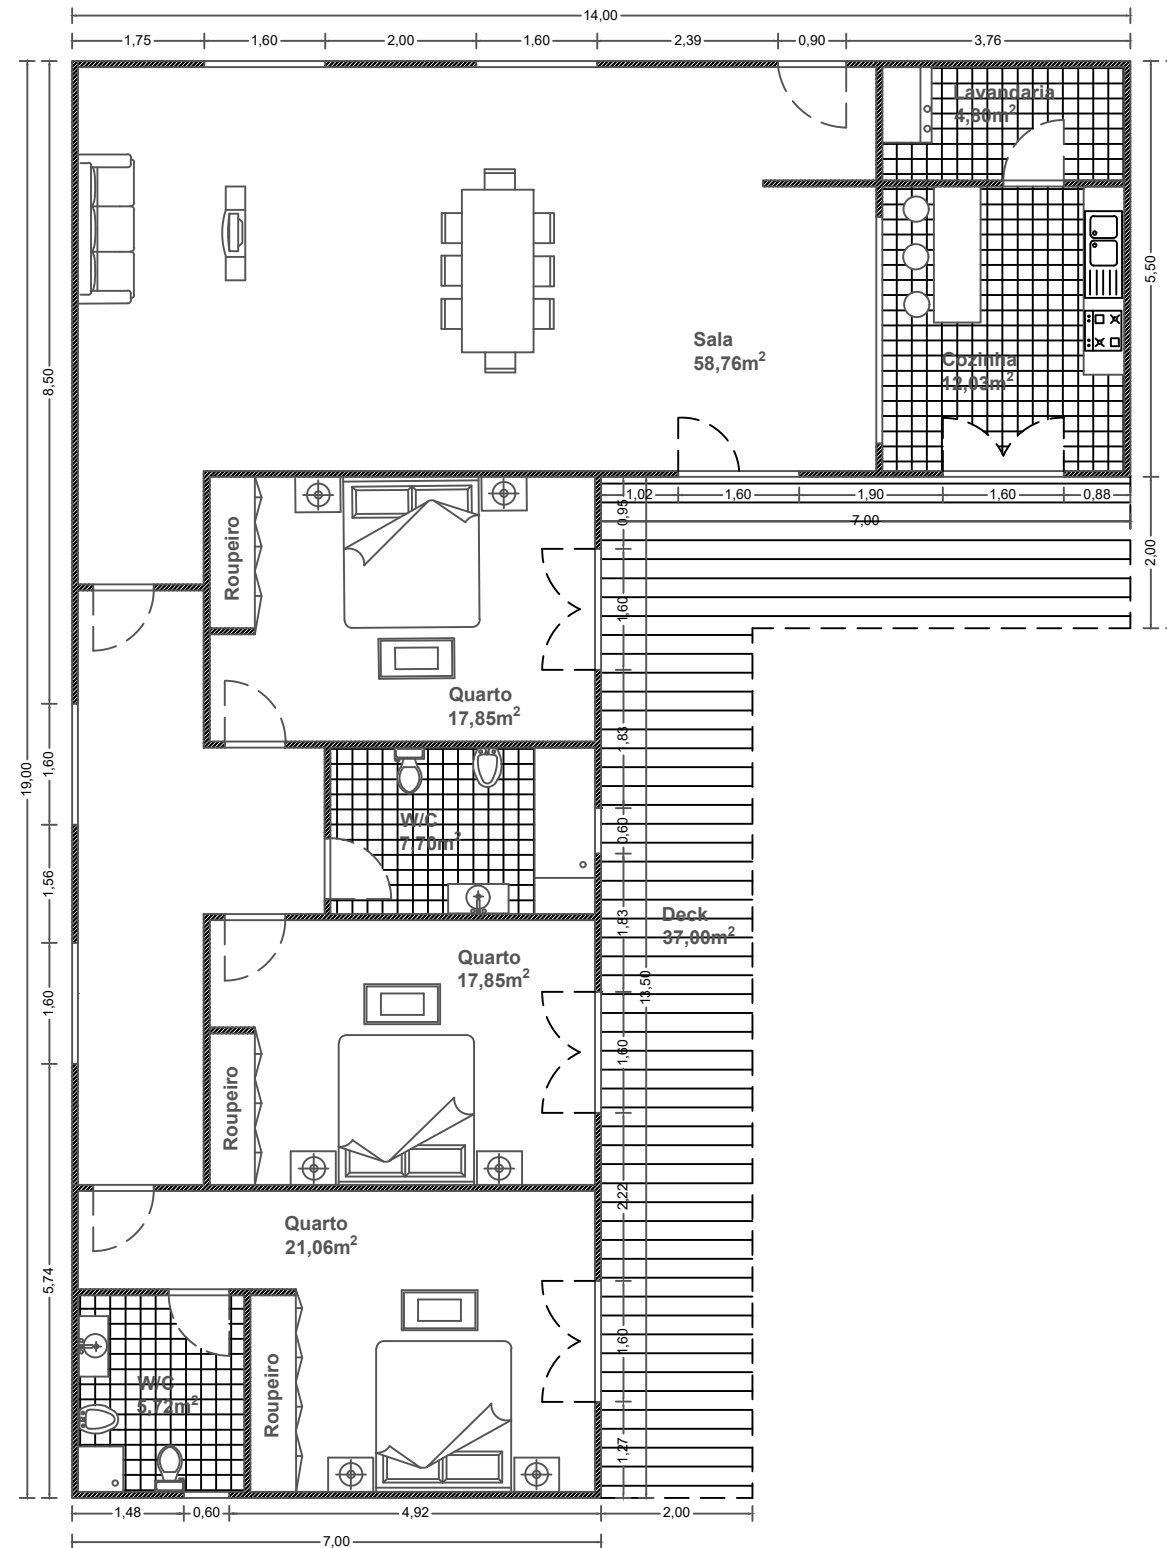 14,00
1,75
1,60
2,00
1,60
2,39
0,90
3,76
Lavandaria
4,80m²
Sala
58,76m²
Cozinha
12,03m²
5,50
8,50
1,02
1,60
1,90
1,60
0,88
7,00
0,95
2,00
Roupeiro
1,60
Quarto
17,85m²
1,83
19,00
1,60
W/C
7,70m²
0,60
1,56
Deck
37,00m²
1,83
Quarto
17,85m²
13,50
1,60
1,60
Roupeiro
2,22
Quarto
21,06m²
5,74
1,60
W/C
5,72m²
Roupeiro
1,27
1,48
0,60
4,92
2,00
7,00